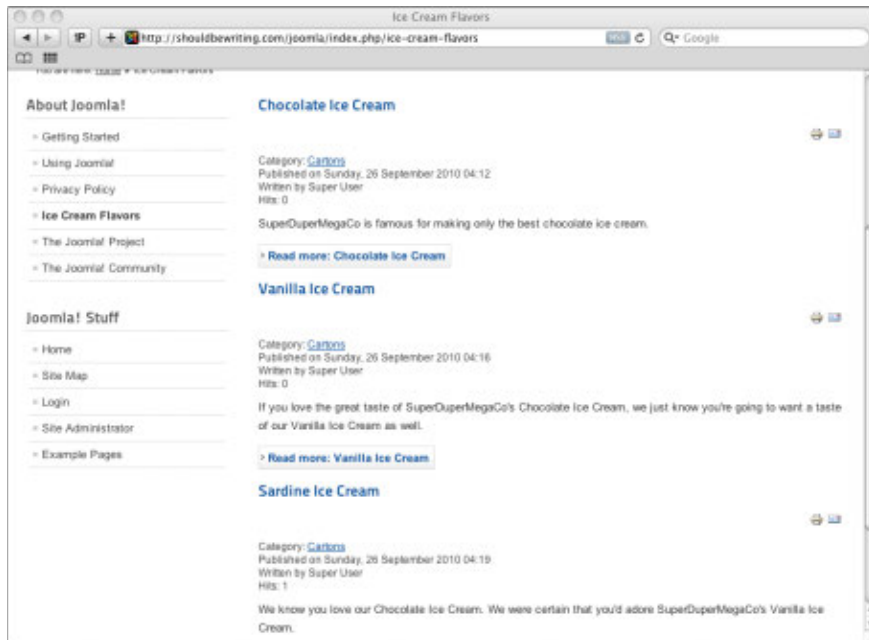 Ice Cream Flavors
http://shouldbewriting.com/joomla/index.php/ice-cream-flavors
RSS
Google
You are here: Home Ice Cream Flavors
About Joomla!
Getting Started
Using Joomla!
Privacy Policy
Ice Cream Flavors
The Joomla! Project
The Joomla! Community
Joomla! Stuff
Home
Site Map
Login
Site Administrator
Example Pages
Chocolate Ice Cream
Category: Cartons
Published on Sunday, 26 September 2010 04:12
Written by Super User
Hits: 0
SuperDuperMegaCo is famous for making only the best chocolate ice cream.
Read more: Chocolate Ice Cream
Vanilla Ice Cream
Category: Cartons
Published on Sunday, 26 September 2010 04:16
Written by Super User
Hits: 0
If you love the great taste of SuperDuperMegaCo's Chocolate Ice Cream, we just know you're going to want a taste
of our Vanilla Ice Cream as well.
Read more: Vanilla Ice Cream
Sardine Ice Cream
Category: Cartons
Published on Sunday, 26 September 2010 04:19
Written by Super User
Hits: 1
We know you love our Chocolate Ice Cream. We were certain that you'd adore SuperDuperMegaCo's Vanilla Ice
Cream.